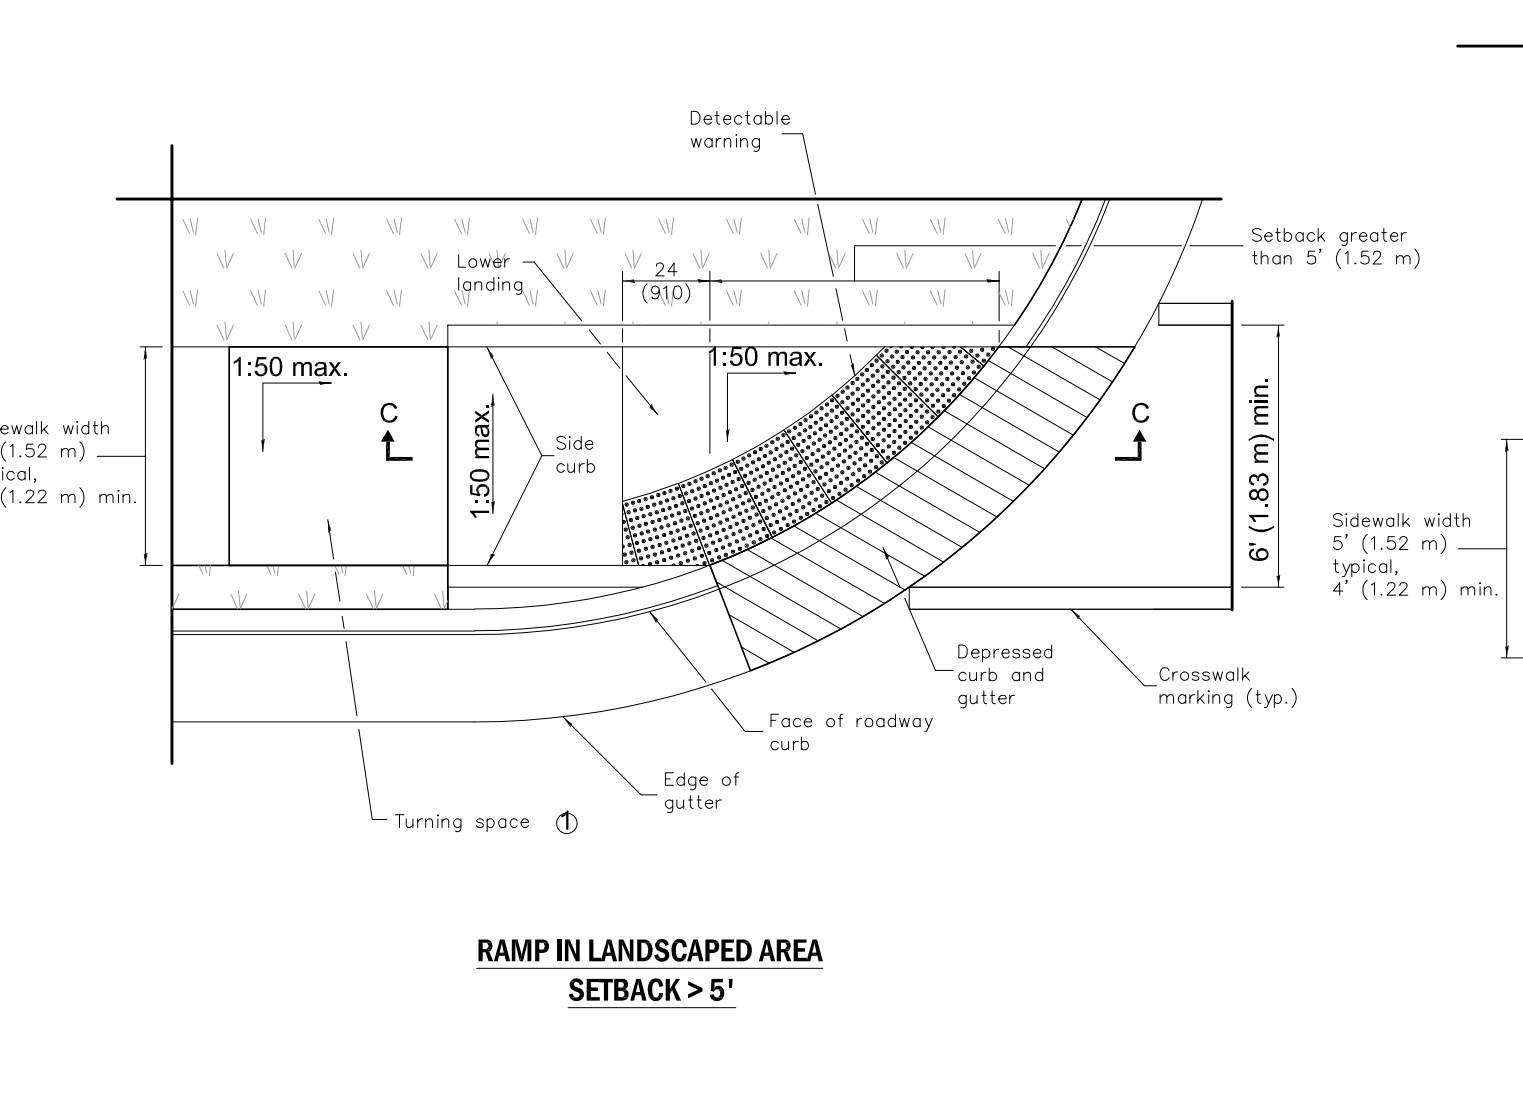 Detectable
warning
Setback greater
than 5' (1.52 m)
Lower
landing
24
(910)
1:50 max.
1:50 max.
1:50 max.
C
C
Side
curb
ewalk width
(1.52 m)
ical,
(1.22 m) min.
6' (1.83 m) min.
Sidewalk width
5' (1.52 m)
typical,
4' (1.22 m) min.
Depressed
curb and
gutter
Crosswalk
marking (typ.)
Face of roadway
curb
Edge of
gutter
Turning space 1
RAMP IN LANDSCAPED AREA
SETBACK > 5'